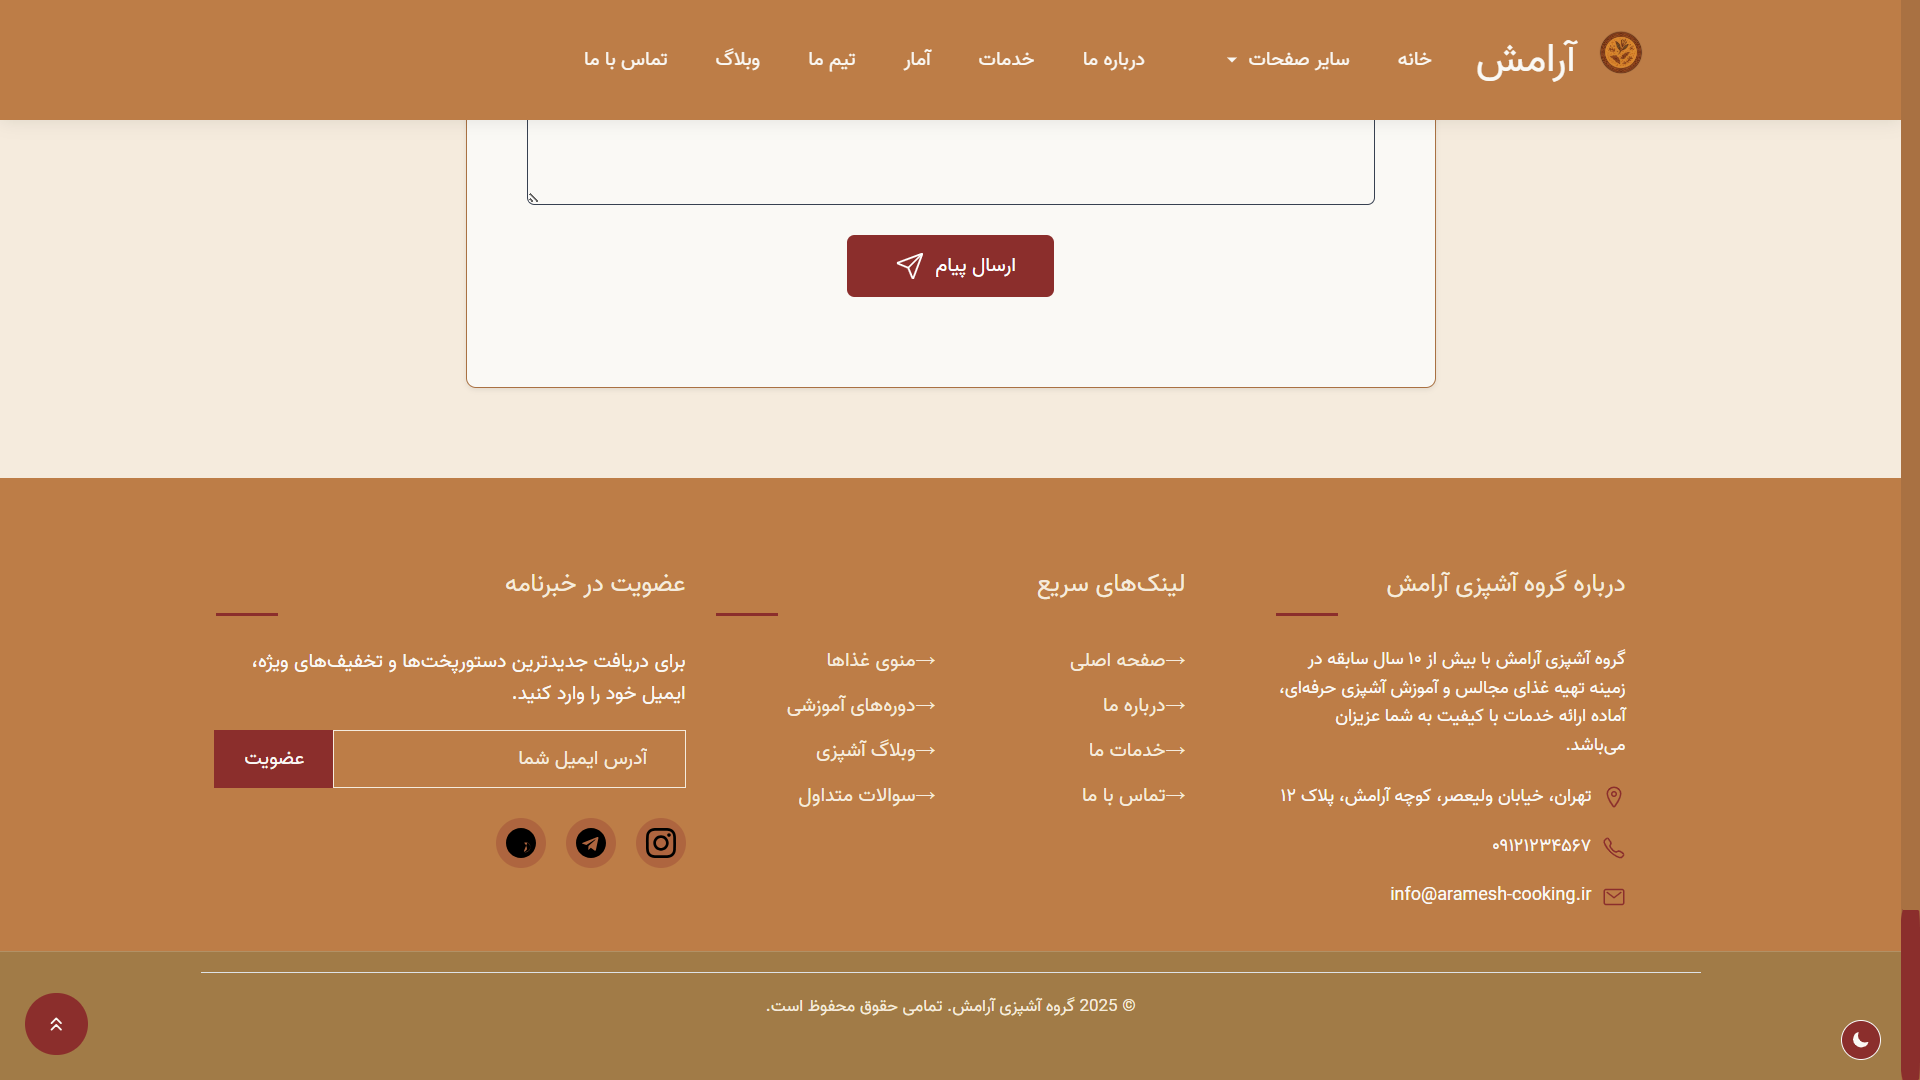 آرامش
خانه
سایر صفحات
درباره ما
خدمات
آمار
تیم ما
وبلاگ
تماس با ما
ارسال پیام
درباره گروه آشپزی آرامش
گروه آشپزی آرامش با بیش از ۱۰ سال سابقه در
زمینه تهیه غذای مجالس و آموزش آشپزی حرفه‌ای،
آماده ارائه خدمات با کیفیت به شما عزیزان
می‌باشد.
تهران، خیابان ولیعصر، کوچه آرامش، پلاک ۱۲
۰۹۱۲۱۲۳۴۵۶۷
info@aramesh-cooking.ir
لینک‌های سریع
صفحه اصلی
درباره ما
خدمات ما
تماس با ما
منوی غذاها
دوره‌های آموزشی
وبلاگ آشپزی
سوالات متداول
عضویت در خبرنامه
برای دریافت جدیدترین دستورپخت‌ها و تخفیف‌های ویژه،
ایمیل خود را وارد کنید.
آدرس ایمیل شما
عضویت
© 2025 گروه آشپزی آرامش. تمامی حقوق محفوظ است.